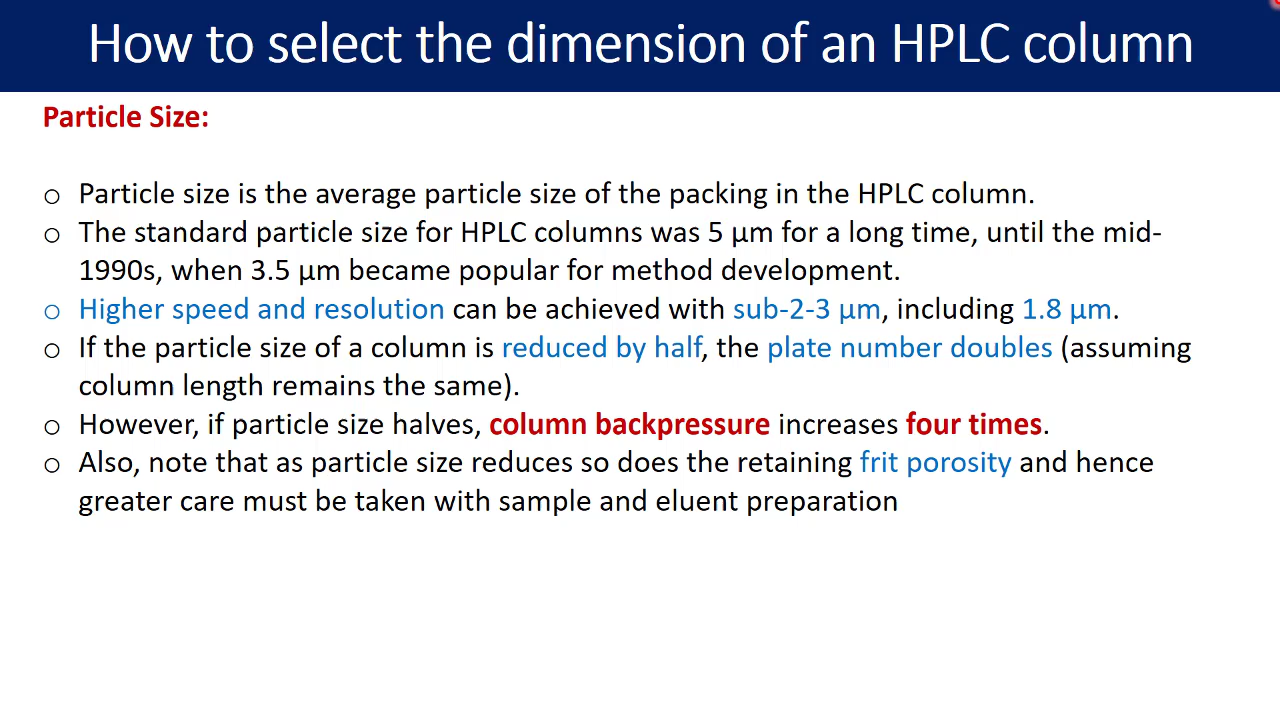 How to select the dimension of an HPLC column
Particle Size:
o Particle size is the average particle size of the packing in the HPLC column.
o The standard particle size for HPLC columns was 5 µm for a long time, until the mid-
1990s, when 3.5 µm became popular for method development.
o Higher speed and resolution can be achieved with sub-2-3 µm, including 1.8 µm.
o If the particle size of a column is reduced by half, the plate number doubles (assuming
column length remains the same).
o However, if particle size halves, column backpressure increases four times.
o Also, note that as particle size reduces so does the retaining frit porosity and hence
greater care must be taken with sample and eluent preparation